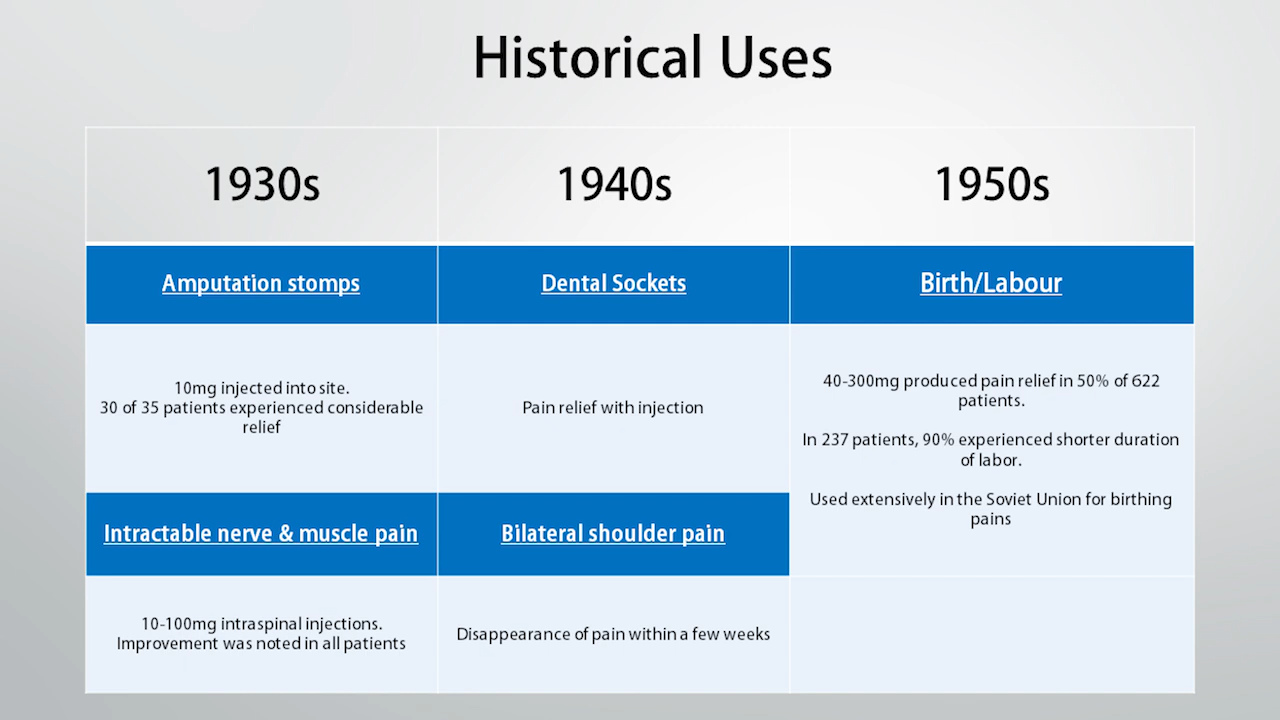 Historical Uses
1930s
1940s
1950s
Amputation stomps
Dental Sockets
Birth/Labour
10mg injected into site.
30 of 35 patients experienced considerable
relief
Pain relief with injection
40-300mg produced pain relief in 50% of 622
patients.
In 237 patients, 90% experienced shorter duration
of labor.
Used extensively in the Soviet Union for birthing
pains
Intractable nerve & muscle pain
Bilateral shoulder pain
10-100mg intraspinal injections.
Improvement was noted in all patients
Disappearance of pain within a few weeks